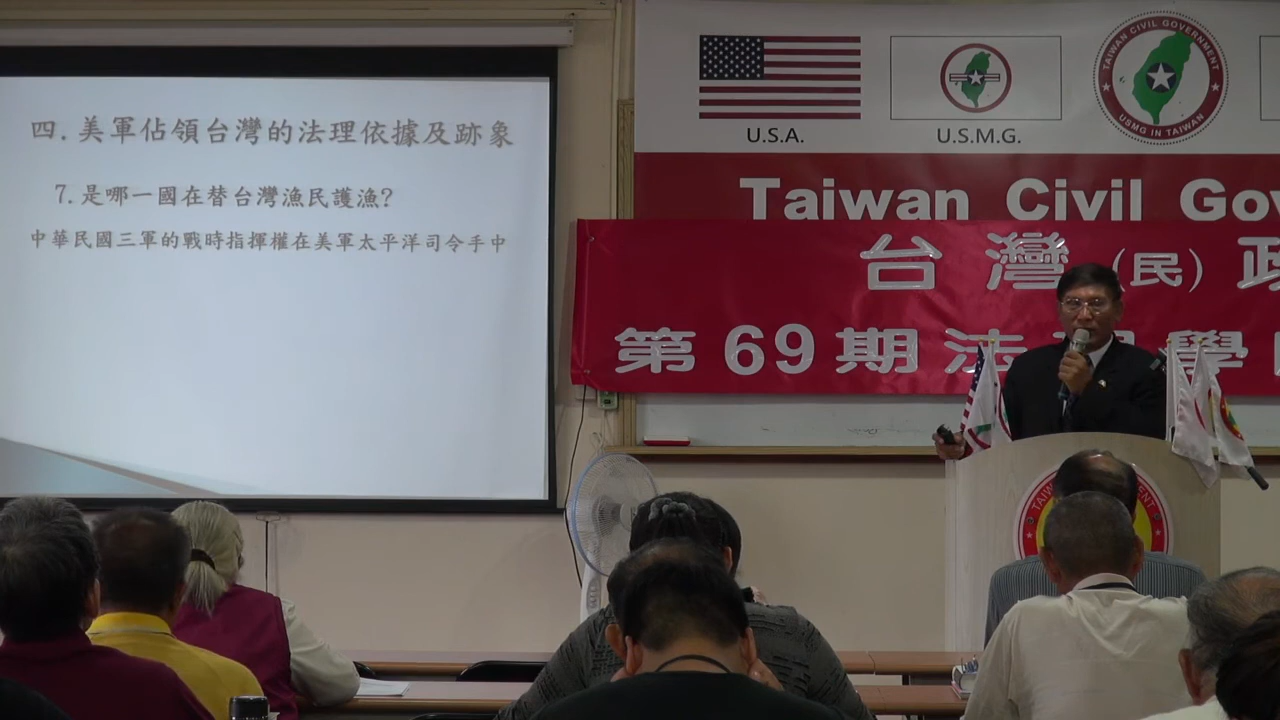 四.美軍佔領台灣的法理依據及跡象
7.是哪一國在替台灣漁民護漁?
中華民國三軍的戰時指揮權在美軍太平洋司令手中
U.S.A.
U.S.M.G.
TAIWAN CIVIL GOVERNMENT
USMG IN TAIWAN
Taiwan Civil Gov
台灣(民)政
第69期法理學